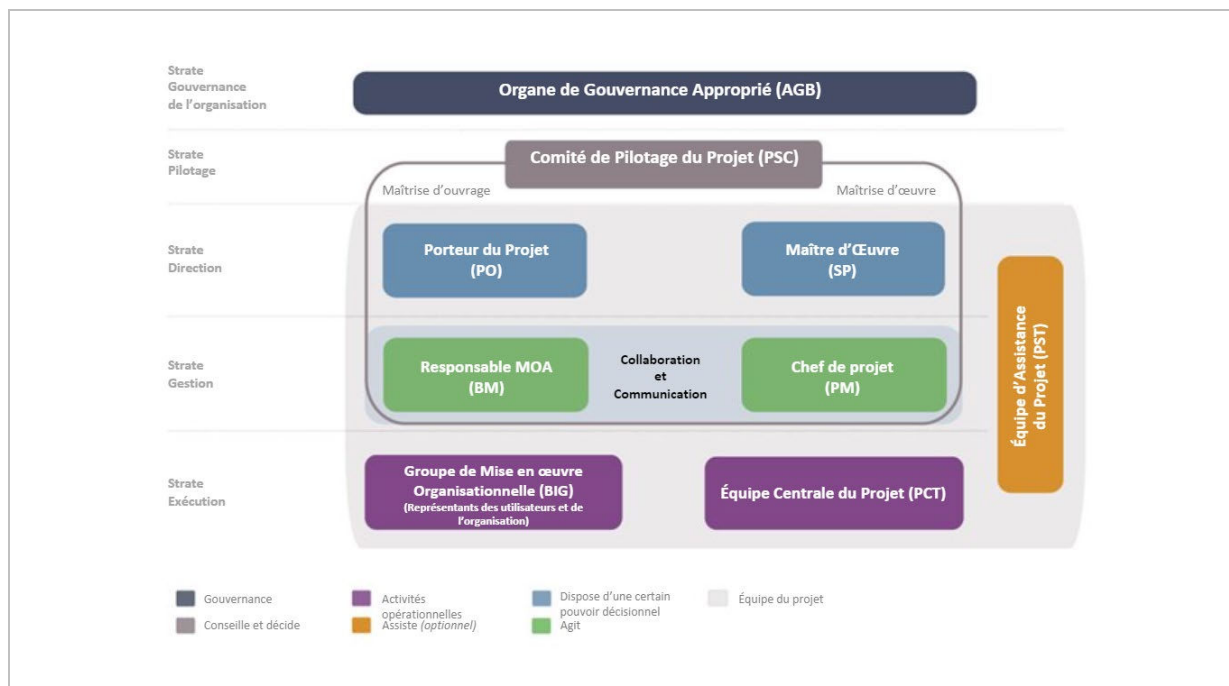 Strate
Gouvernance
de l'organisation
Organe de Gouvernance Approprié (AGB)
Strate
Pilotage
Comité de Pilotage du Projet (PSC)
Maîtrise d'ouvrage
Maîtrise d'œuvre
Strate
Direction
Porteur du Projet
(PO)
Maître d'Œuvre
(SP)
Équipe d'Assistance
du Projet (PST)
Strate
Gestion
Responsable MOA
(BM)
Collaboration
et
Communication
Chef de projet
(PM)
Strate
Exécution
Groupe de Mise en œuvre
Organisationnelle (BIG)
(Représentants des utilisateurs et de
l'organisation)
Équipe Centrale du Projet (PCT)
Gouvernance
Activités
opérationnelles
Dispose d'une certain
pouvoir décisionnel
Équipe du projet
Conseille et décide
Assiste (optionnel)
Agit